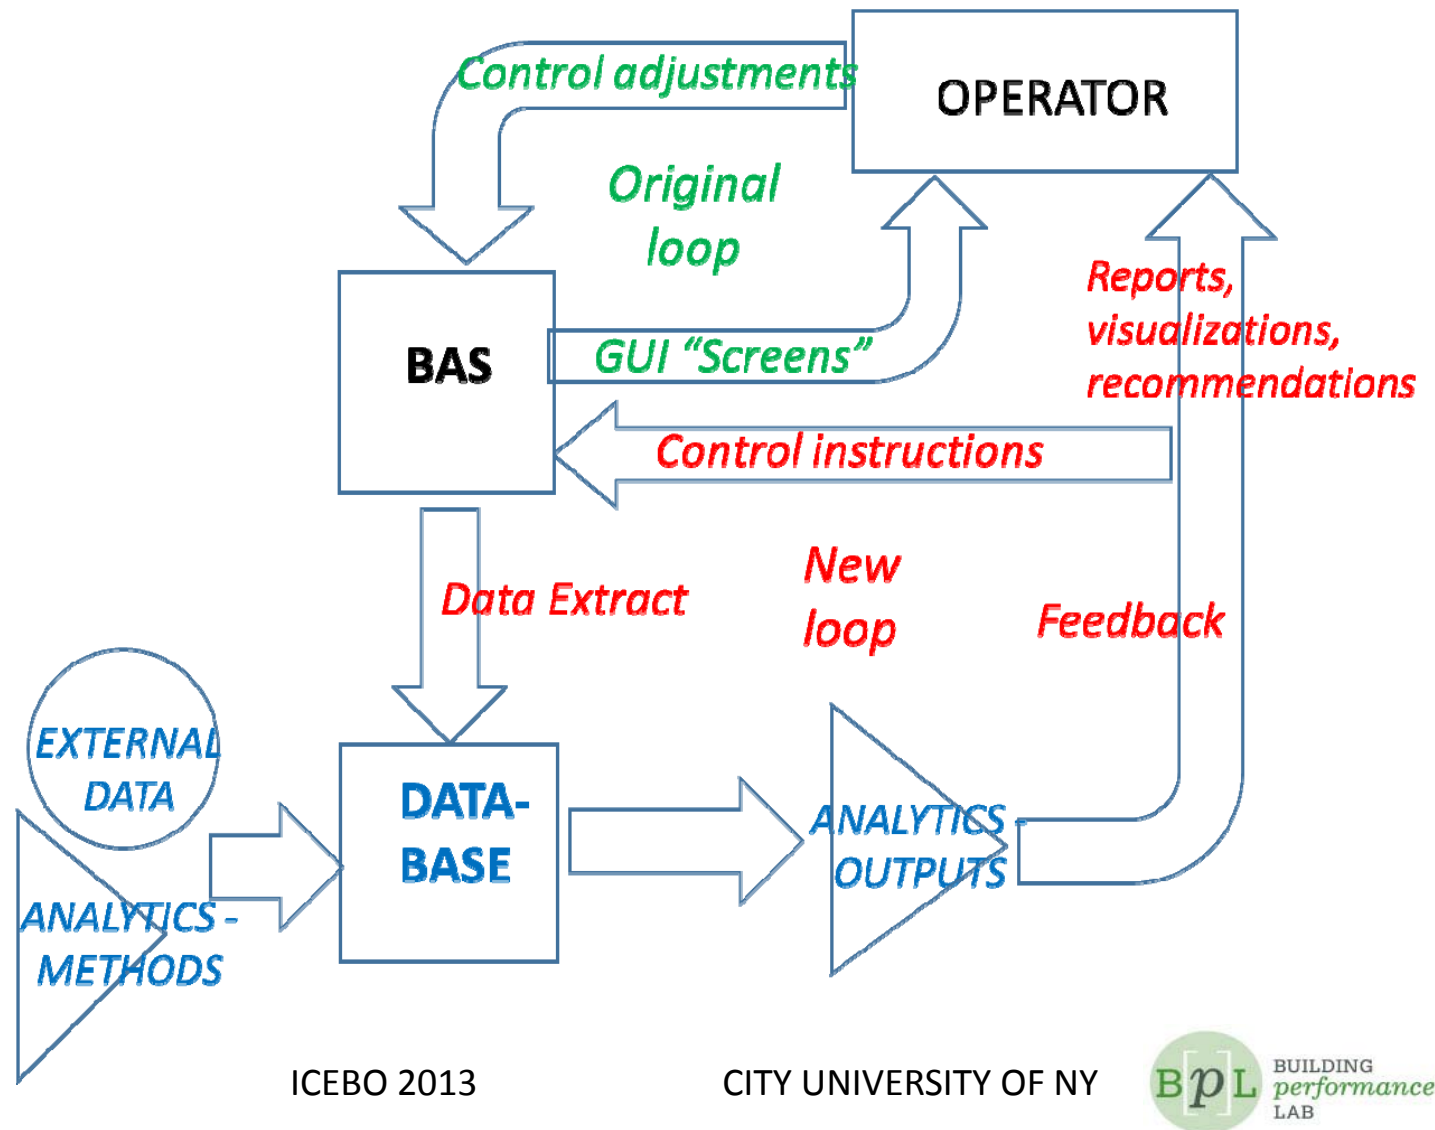 Control adjustments
OPERATOR
Original
loop
BAS
GUI “Screens”
Reports,
visualizations,
recommendations
Control instructions
Data Extract
New
loop
Feedback
EXTERNAL
DATA
DATA-
BASE
ANALYTICS -
OUTPUTS
ANALYTICS -
METHODS
ICEBO 2013
CITY UNIVERSITY OF NY
B[p]L
BUILDING
performance
LAB